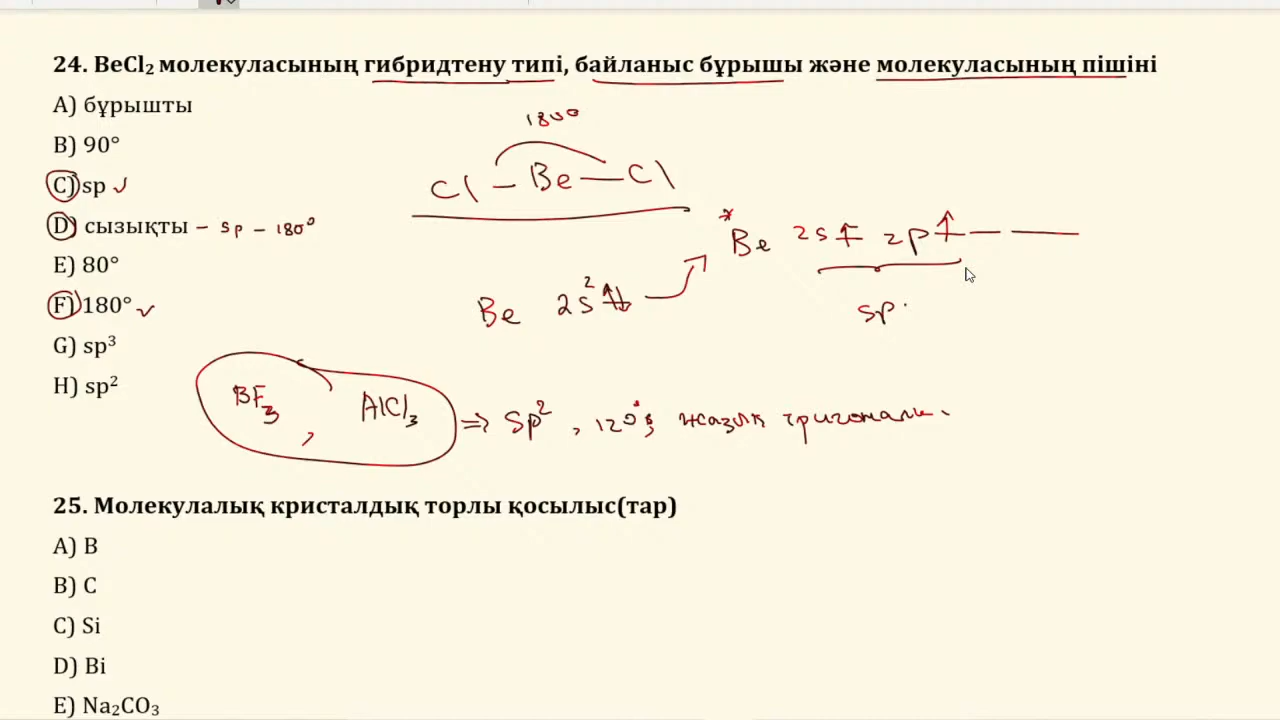 24. BeCl₂ молекуласының гибридтену типі, байланыс бұрышы және молекуласының пішіні
A) бұрышты
B) 90°
C) sp ✓
D) сызықты – sp – 180°
E) 80°
F) 180° ✓
G) sp³
H) sp²
180°
Cl – Be – Cl
Be 2s² ↑↓
*Be 2s ↑ 2p ↑
sp
BF₃, AlCl₃ ⇒ sp², 120°, жазық тригональ
25. Молекулалық кристалдық торлы қосылыс(тар)
A) B
B) C
C) Si
D) Bi
E) Na₂CO₃